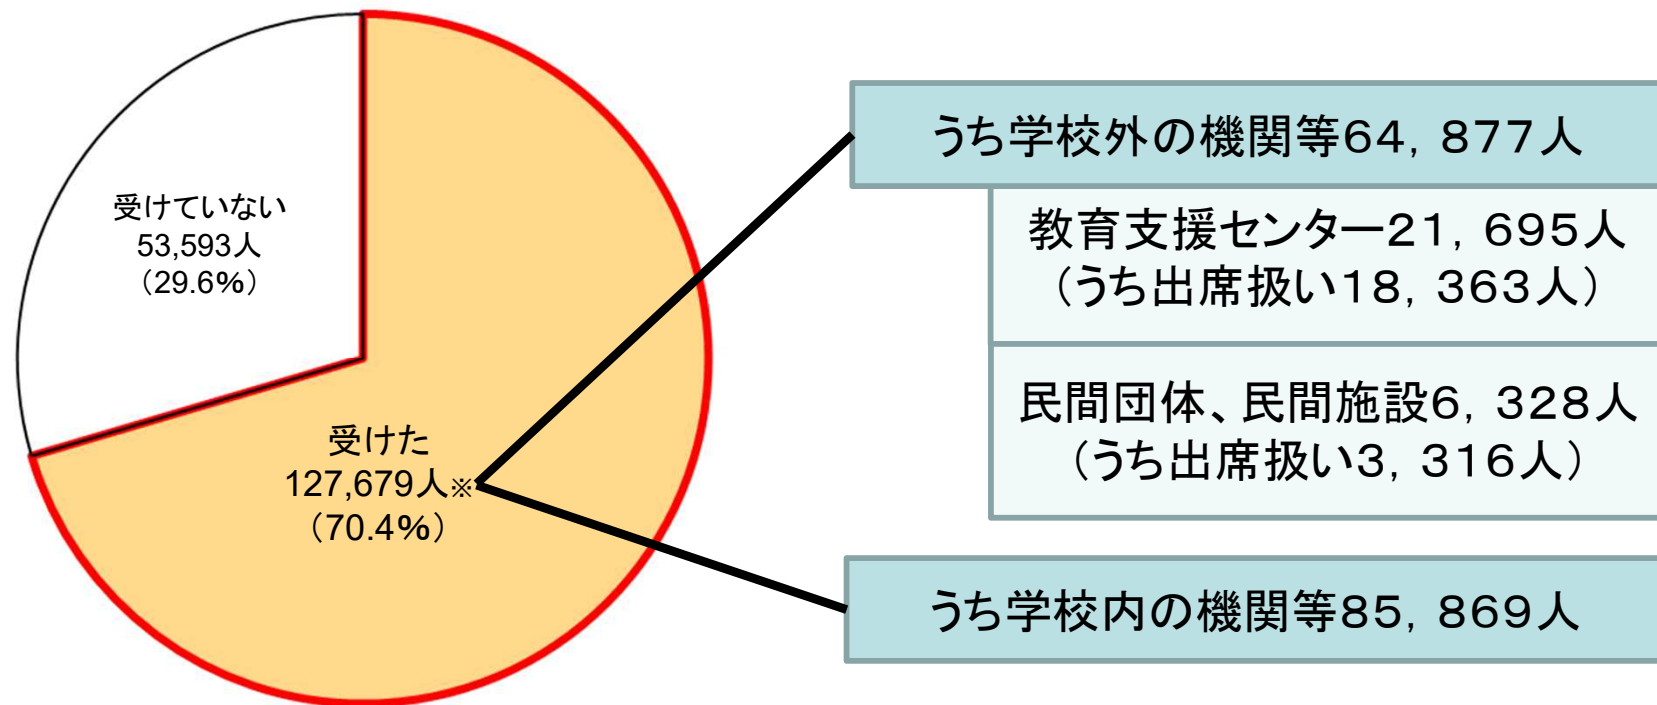 受けていない
53,593人
（29.6%）
受けた
127,679人※
（70.4%）
うち学校外の機関等６４，８７７人
教育支援センター２１，６９５人
（うち出席扱い１８，３６３人）
民間団体、民間施設６，３２８人
（うち出席扱い３，３１６人）
うち学校内の機関等８５，８６９人